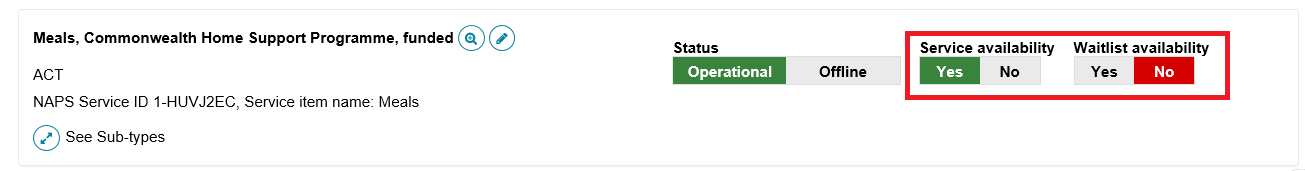 Meals, Commonwealth Home Support Programme, funded
Status
Service availability
Waitlist availability
Operational
Offline
Yes
No
Yes
No
ACT
NAPS Service ID 1-HUVJ2EC, Service item name: Meals
See Sub-types